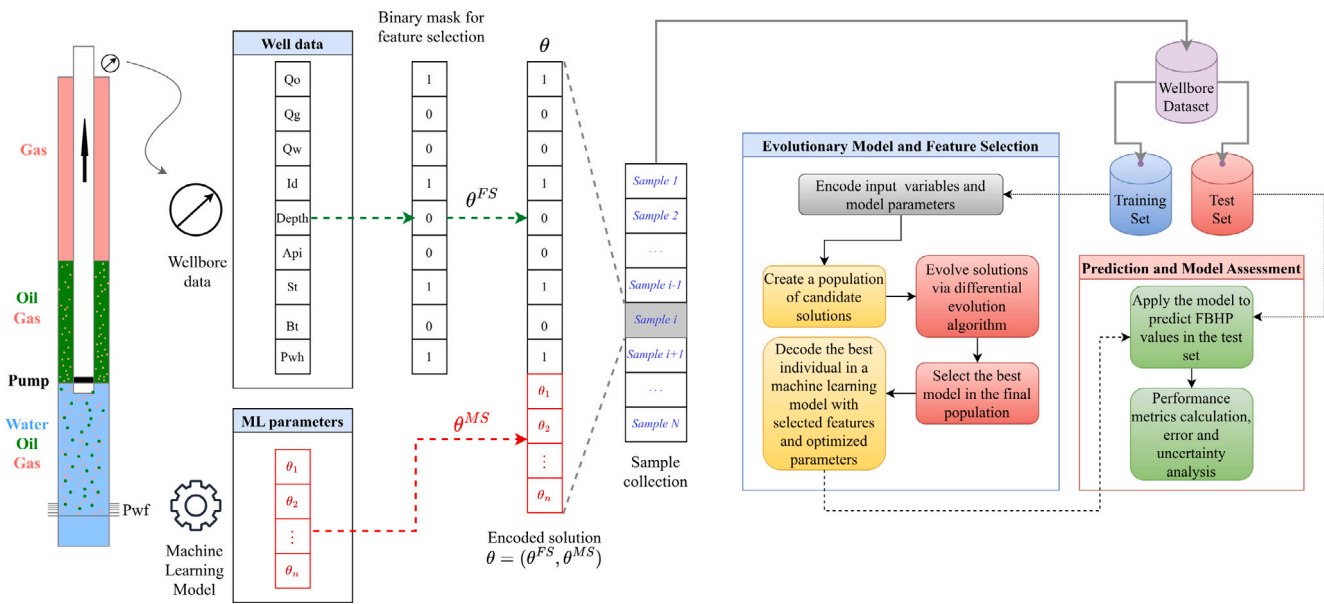 Gas
Oil
Gas
Pump
Water
Oil
Gas
Pwf
Wellbore
data
Machine
Learning
Model
Well data
Qo
Qg
Qw
Id
Depth
Api
St
Bt
Pwh
ML parameters
θ1
θ2
⋮
θn
Binary mask for
feature selection
1
0
0
1
0
0
1
0
1
θ^FS
θ^MS
θ
1
0
0
1
0
0
1
0
1
θ1
θ2
⋮
θn
Encoded solution
θ = (θ^FS, θ^MS)
Sample 1
Sample 2
...
Sample i-1
Sample i
Sample i+1
...
Sample N
Sample
collection
Wellbore
Dataset
Training
Set
Test
Set
Evolutionary Model and Feature Selection
Encode input variables and
model parameters
Create a population
of candidate
solutions
Evolve solutions
via differential
evolution
algorithm
Decode the best
individual in a
machine learning
model with
selected features
and optimized
parameters
Select the best
model in the final
population
Prediction and Model Assessment
Apply the model to
predict FBHP
values in the test
set
Performance
metrics calculation,
error and
uncertainty
analysis